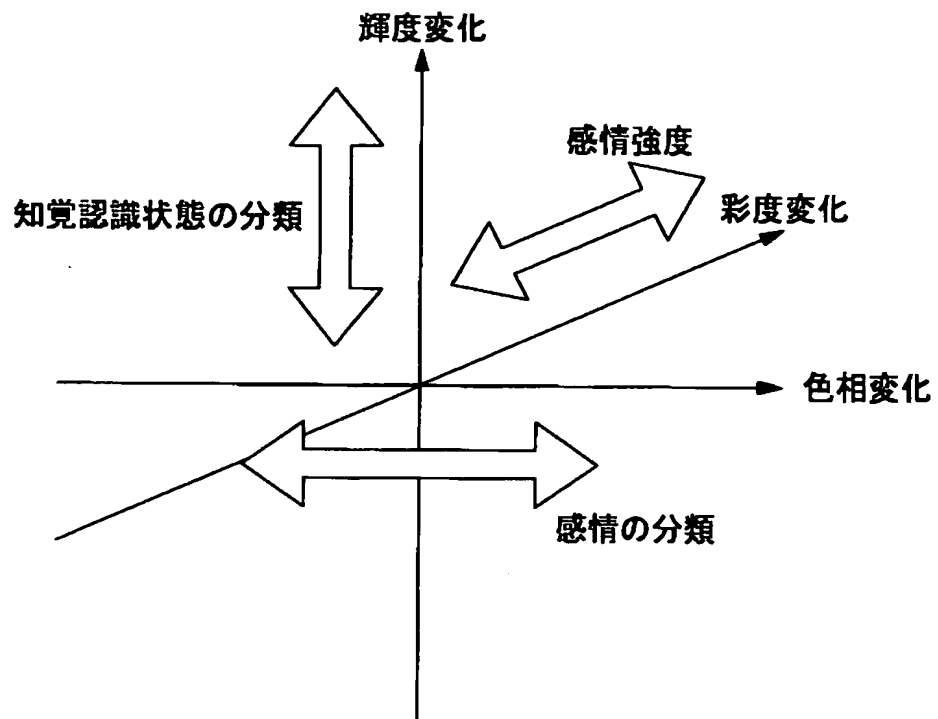 輝度変化
感情強度
知覚認識状態の分類
彩度変化
色相変化
感情の分類